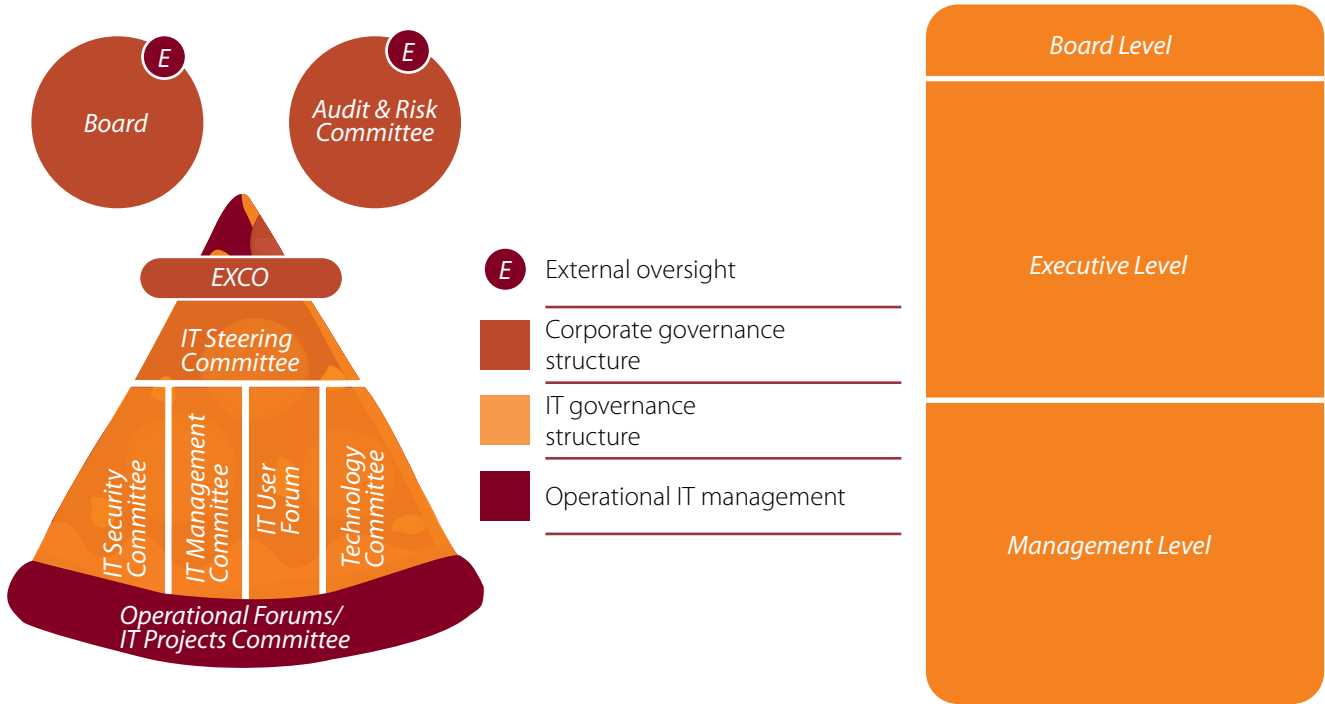 E
Board
E
Audit & Risk
Committee
EXCO
IT Steering
Committee
IT Security
Committee
IT Management
Committee
IT User
Forum
Technology
Committee
Operational Forums/
IT Projects Committee
E
External oversight
Corporate governance
structure
IT governance
structure
Operational IT management
Board Level
Executive Level
Management Level